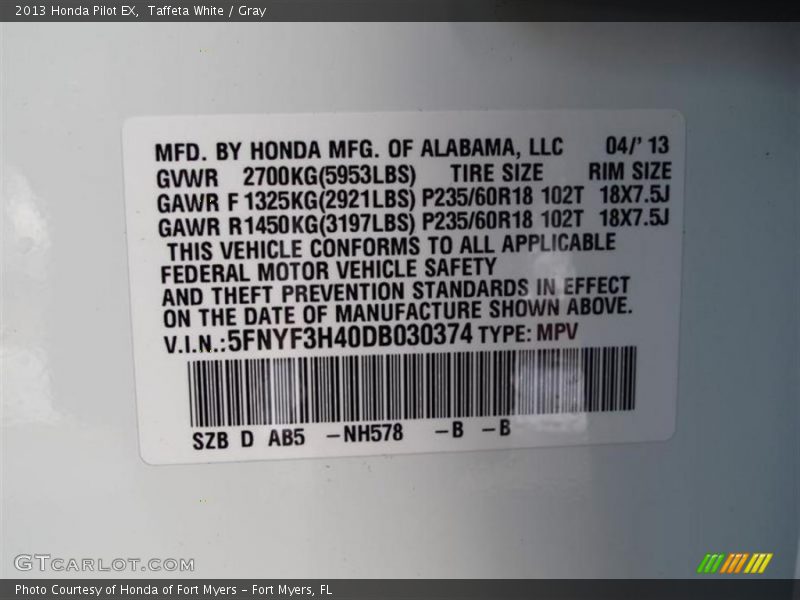 2013 Honda Pilot EX, Taffeta White / Gray
MFD. BY HONDA MFG. OF ALABAMA, LLC 04/'13
GVWR 2700KG(5953LBS) TIRE SIZE RIM SIZE
GAWR F 1325KG(2921LBS) P235/60R18 102T 18X7.5J
GAWR R1450KG(3197LBS) P235/60R18 102T 18X7.5J
THIS VEHICLE CONFORMS TO ALL APPLICABLE
FEDERAL MOTOR VEHICLE SAFETY
AND THEFT PREVENTION STANDARDS IN EFFECT
ON THE DATE OF MANUFACTURE SHOWN ABOVE.
V.I.N.:5FNYF3H40DB030374 TYPE: MPV
SZB D AB5 -NH578 -B -B
GTCARLOT.COM
Photo Courtesy of Honda of Fort Myers - Fort Myers, FL